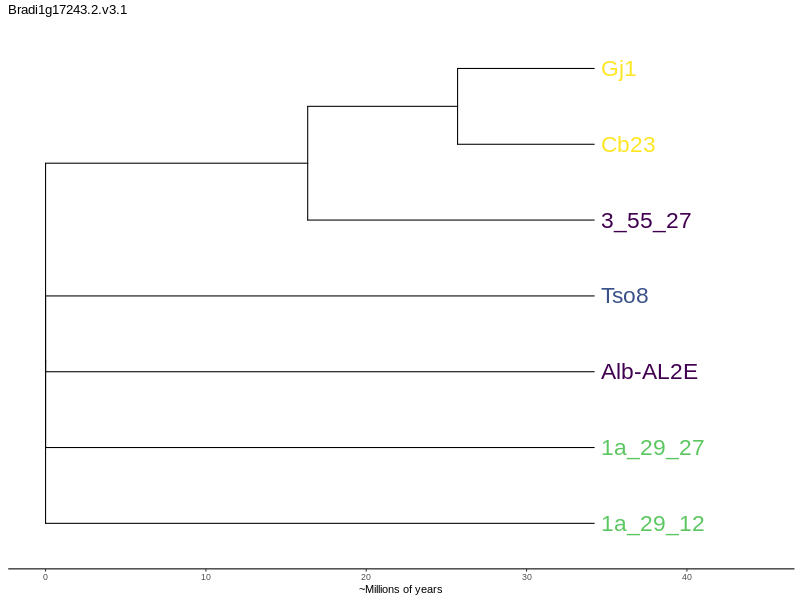 Bradi1g17243.2.v3.1
Gj1
Cb23
3_55_27
Tso8
Alb-AL2E
1a_29_27
1a_29_12
0 10 20 30 40
~Millions of years